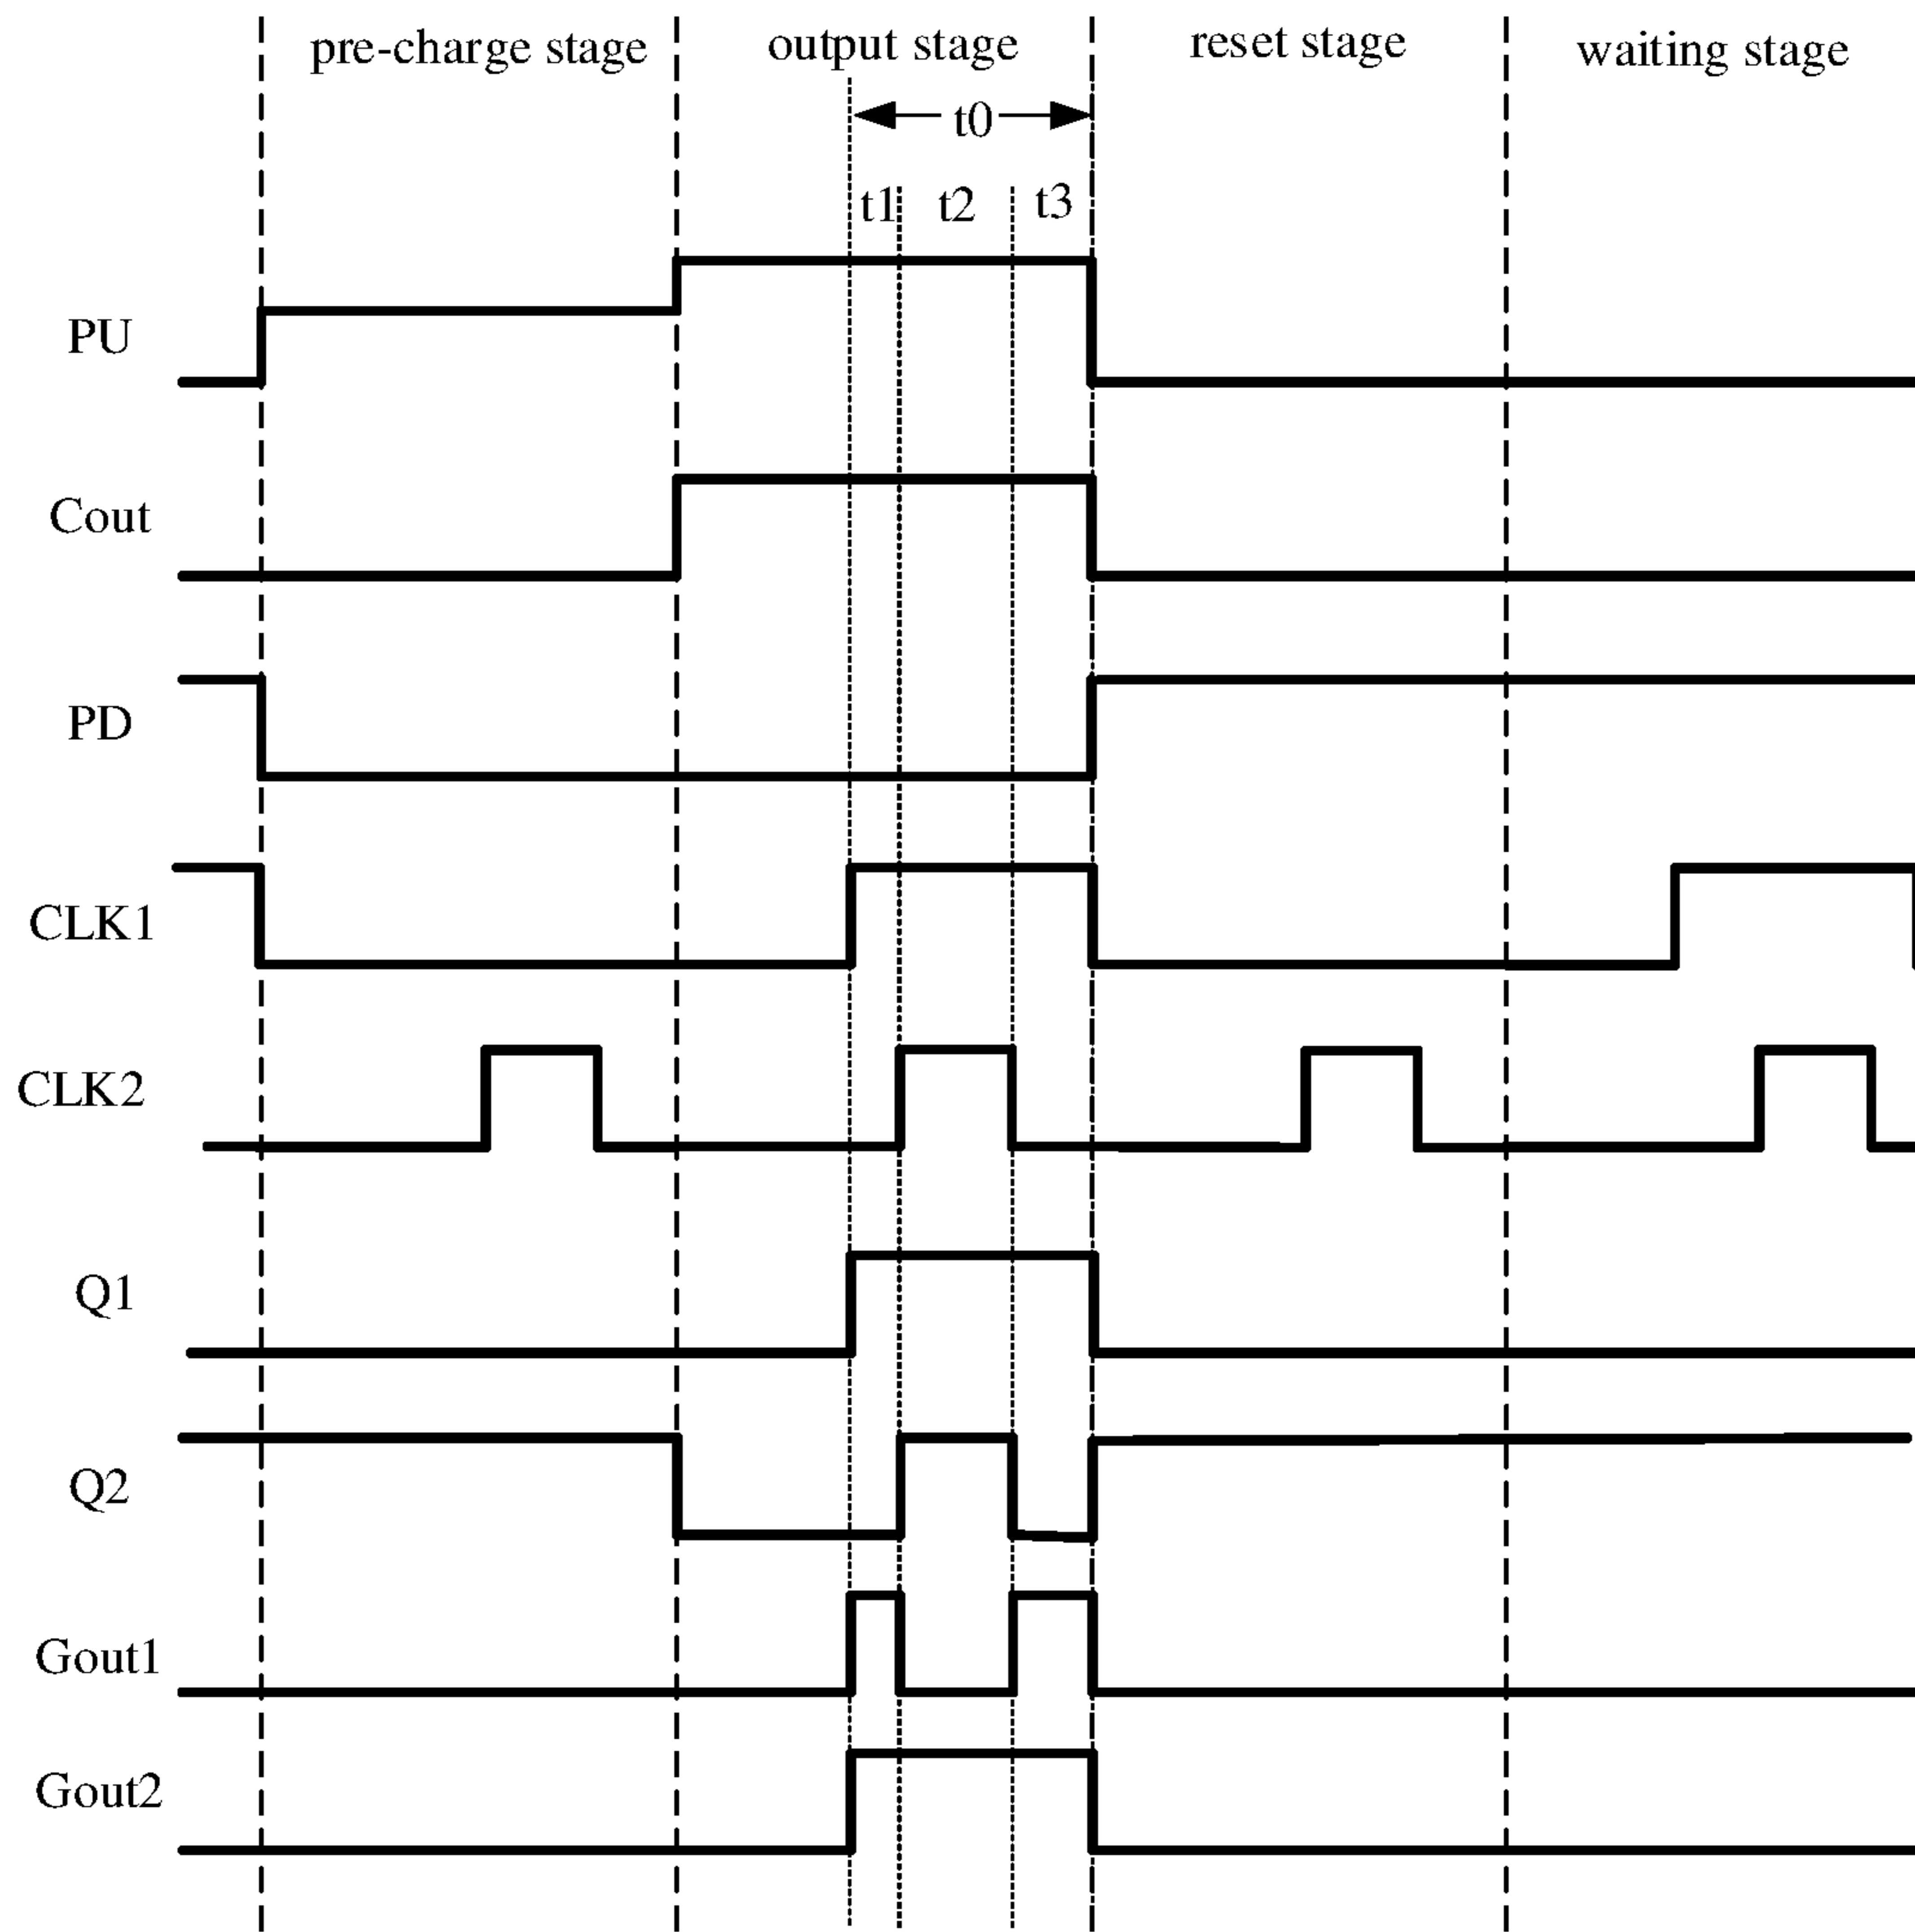 pre-charge stage
output stage
reset stage
waiting stage
t0
t1
t2
t3
PU
Cout
PD
CLK1
CLK2
Q1
Q2
Gout1
Gout2